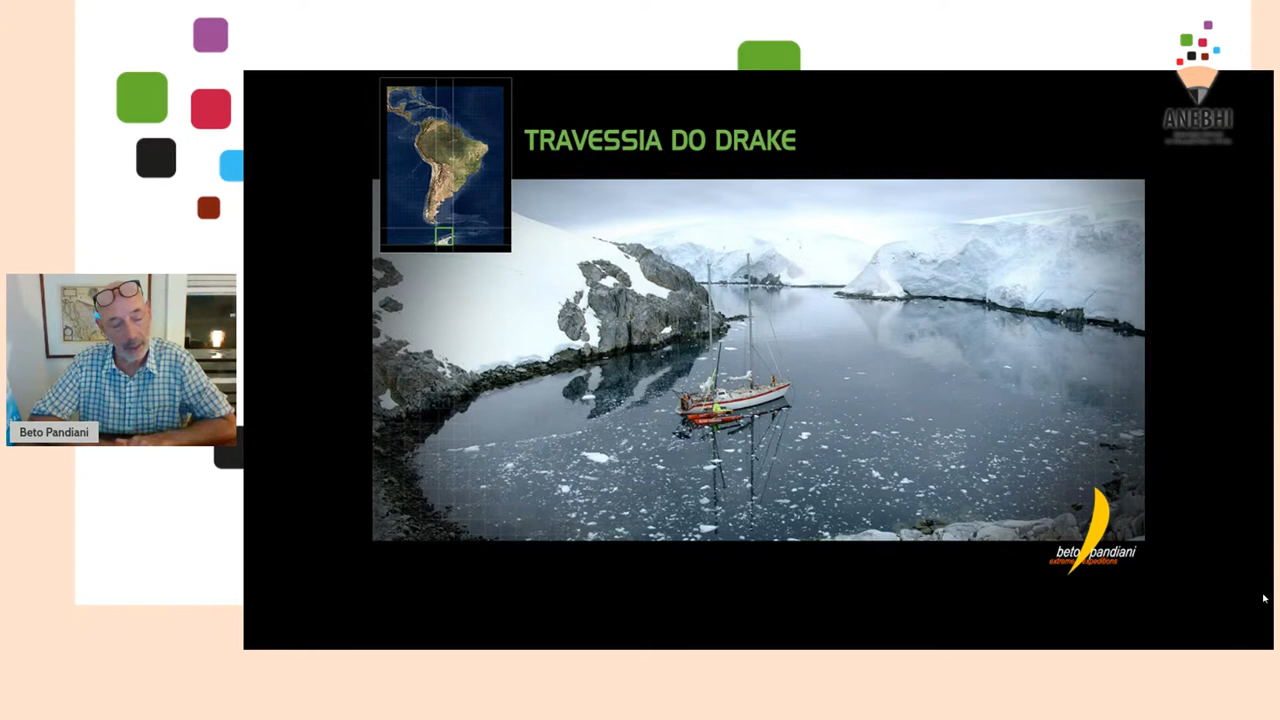 ANEBHI
TRAVESSIA DO DRAKE
Beto Pandiani
beto pandiani
extreme expeditions